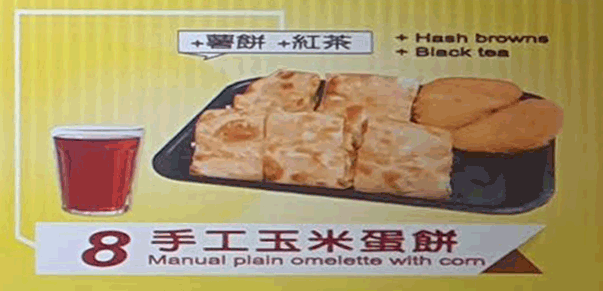 +薯餅 +紅茶
+ Hash browns
+ Black tea
8 手工玉米蛋餅
Manual plain omelette with corn